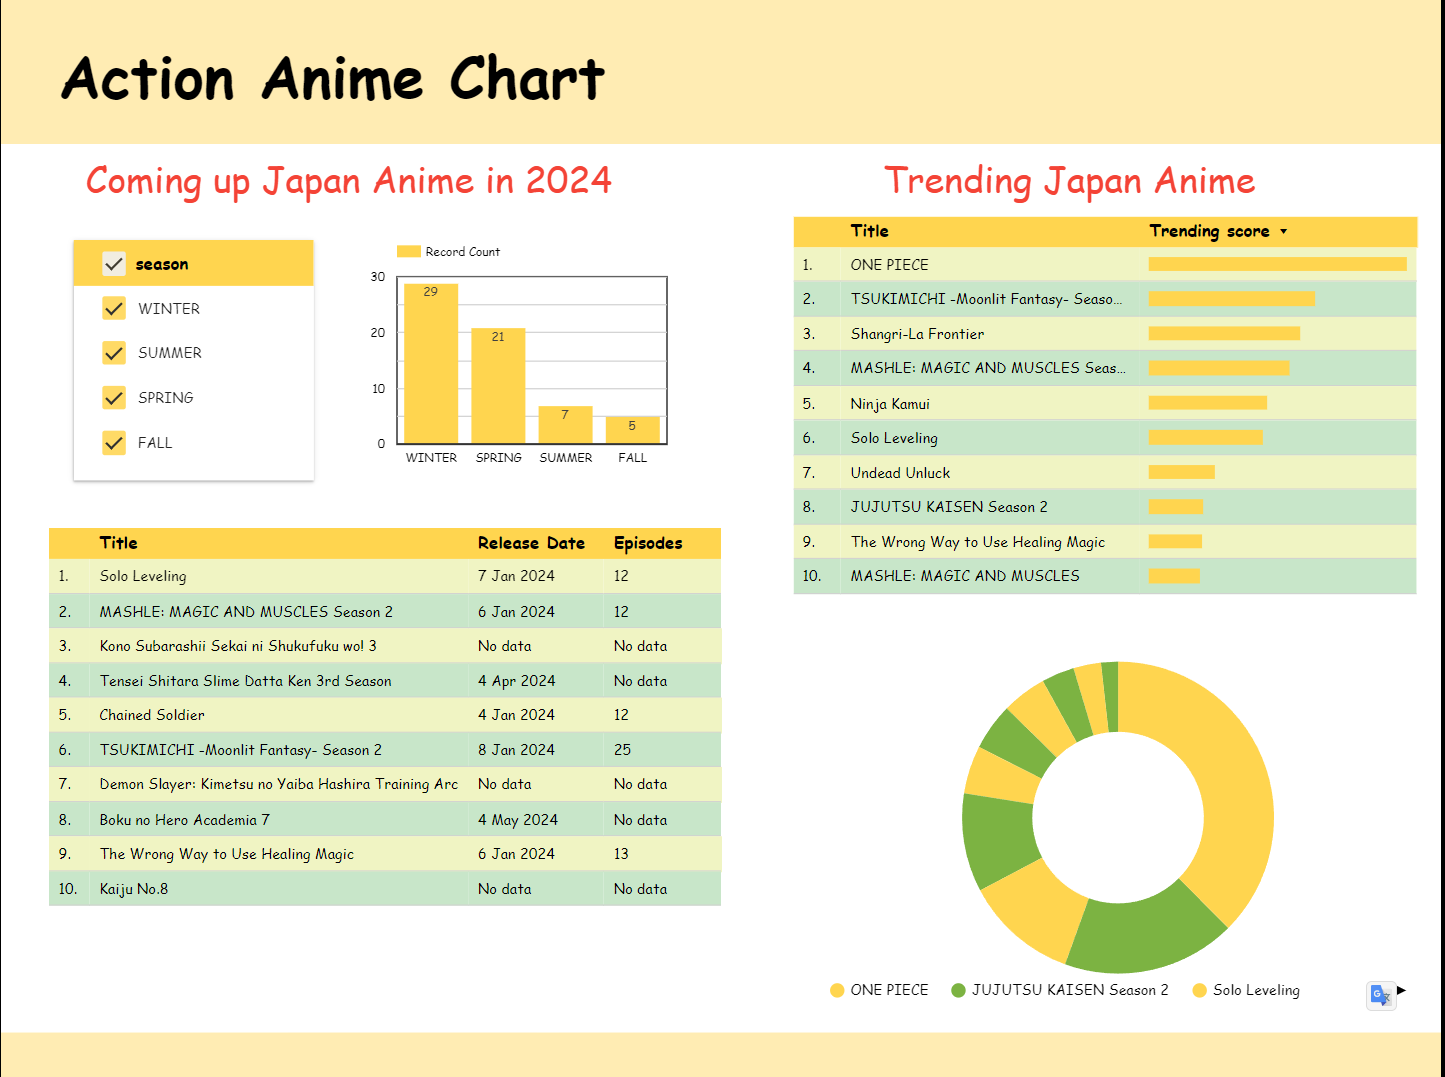 Action Anime Chart
Coming up Japan Anime in 2024
season
WINTER
SUMMER
SPRING
FALL
Record Count
30
20
10
0
29
21
7
5
WINTER SPRING SUMMER FALL
Title Release Date Episodes
1. Solo Leveling 7 Jan 2024 12
2. MASHLE: MAGIC AND MUSCLES Season 2 6 Jan 2024 12
3. Kono Subarashii Sekai ni Shukufuku wo! 3 No data No data
4. Tensei Shitara Slime Datta Ken 3rd Season 4 Apr 2024 No data
5. Chained Soldier 4 Jan 2024 12
6. TSUKIMICHI -Moonlit Fantasy- Season 2 8 Jan 2024 25
7. Demon Slayer: Kimetsu no Yaiba Hashira Training Arc No data No data
8. Boku no Hero Academia 7 4 May 2024 No data
9. The Wrong Way to Use Healing Magic 6 Jan 2024 13
10. Kaiju No.8 No data No data
Trending Japan Anime
Title Trending score
1. ONE PIECE
2. TSUKIMICHI -Moonlit Fantasy- Seaso...
3. Shangri-La Frontier
4. MASHLE: MAGIC AND MUSCLES Seas...
5. Ninja Kamui
6. Solo Leveling
7. Undead Unluck
8. JUJUTSU KAISEN Season 2
9. The Wrong Way to Use Healing Magic
10. MASHLE: MAGIC AND MUSCLES
ONE PIECE JUJUTSU KAISEN Season 2 Solo Leveling